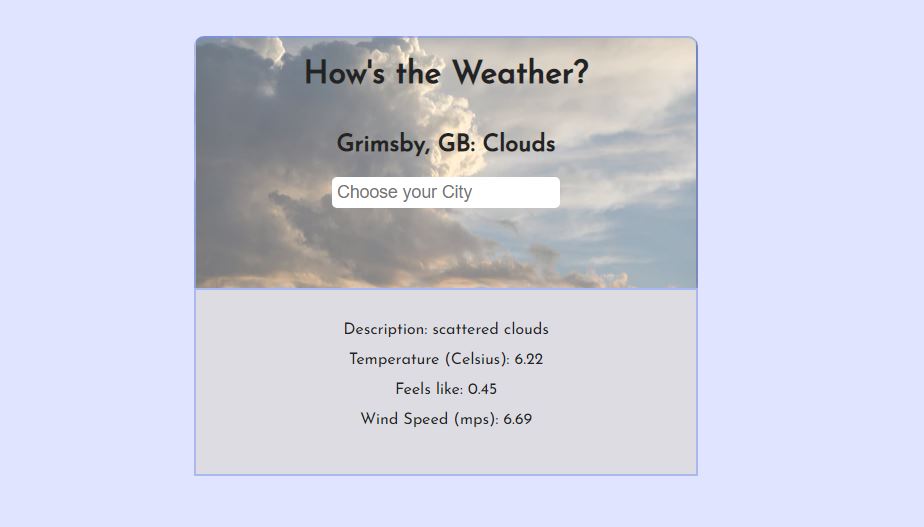 How's the Weather?
Grimsby, GB: Clouds
Choose your City
Description: scattered clouds
Temperature (Celsius): 6.22
Feels like: 0.45
Wind Speed (mps): 6.69